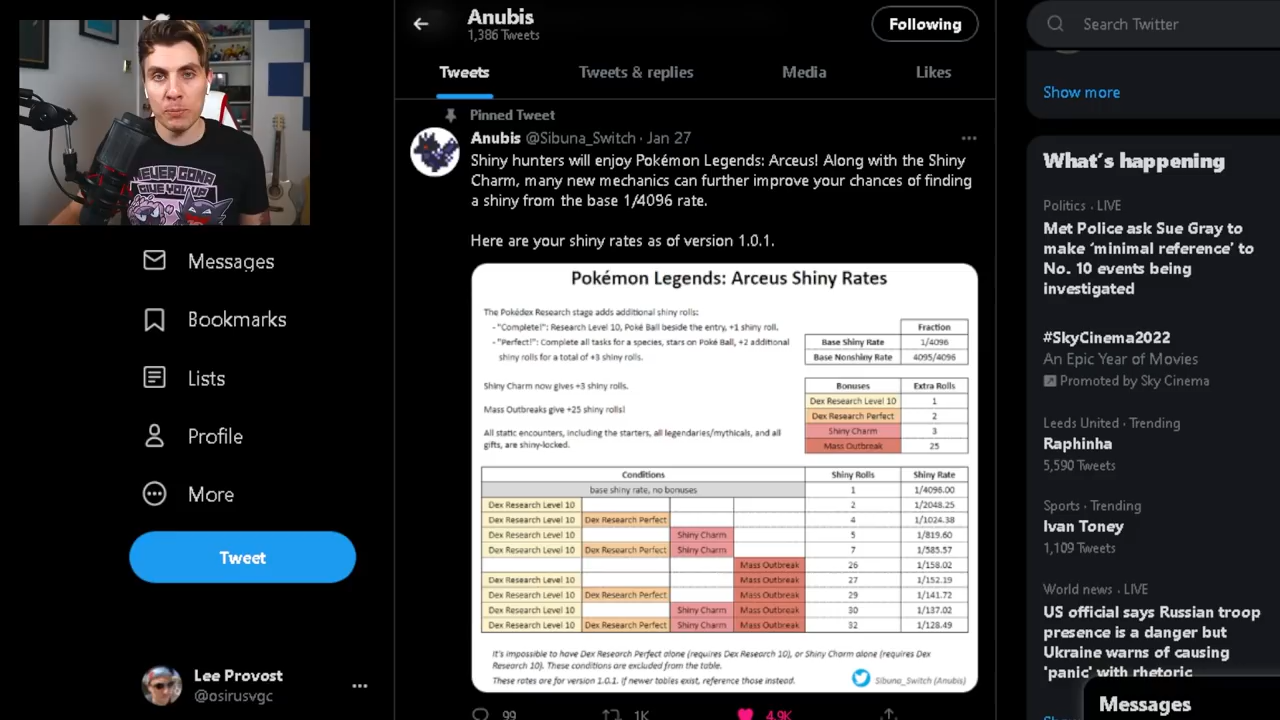 Anubis
1,386 Tweets
Following
Search Twitter
Tweets
Tweets & replies
Media
Likes
Show more
Pinned Tweet
Anubis @Sibuna_Switch · Jan 27
Shiny hunters will enjoy Pokémon Legends: Arceus! Along with the Shiny
Charm, many new mechanics can further improve your chances of finding
a shiny from the base 1/4096 rate.
Here are your shiny rates as of version 1.0.1.
Pokémon Legends: Arceus Shiny Rates
The Pokédex Research stage adds additional shiny rolls:
- "Complete!": Research Level 10, Poké Ball beside the entry, +1 shiny roll.
- "Perfect!": Complete all tasks for a species, stars on Poké Ball, +2 additional
shiny rolls for a total of +3 shiny rolls.
Shiny Charm now gives +3 shiny rolls.
Mass Outbreaks give +25 shiny rolls!
All static encounters, including the starters, all legendaries/mythicals, and all
gifts, are shiny-locked.
Fraction
Base Shiny Rate 1/4096
Base Nonshiny Rate 4095/4096
Bonuses Extra Rolls
Dex Research Level 10 1
Dex Research Perfect 2
Shiny Charm 3
Mass Outbreak 25
Conditions Shiny Rolls Shiny Rate
base shiny rate, no bonuses 1 1/4096.00
Dex Research Level 10 2 1/2048.25
Dex Research Level 10 Dex Research Perfect 4 1/1024.38
Dex Research Level 10 Shiny Charm 5 1/819.60
Dex Research Level 10 Dex Research Perfect Shiny Charm 7 1/585.57
Mass Outbreak 26 1/158.02
Dex Research Level 10 Mass Outbreak 27 1/152.19
Dex Research Level 10 Dex Research Perfect Mass Outbreak 29 1/141.72
Dex Research Level 10 Shiny Charm Mass Outbreak 30 1/137.02
Dex Research Level 10 Dex Research Perfect Shiny Charm Mass Outbreak 32 1/128.49
It's impossible to have Dex Research Perfect alone (requires Dex Research 10), or Shiny Charm alone (requires Dex
Research 10). These conditions are excluded from the table.
These rates are for version 1.0.1. If newer tables exist, reference those instead.
Sibuna_Switch (Anubis)
99
1K
4.9K
NEVER GONNA
GIVE YOU UP
Messages
Bookmarks
Lists
Profile
More
Tweet
Lee Provost
@osirusvgc
What's happening
Politics · LIVE
Met Police ask Sue Gray to
make 'minimal reference' to
No. 10 events being
investigated
#SkyCinema2022
An Epic Year of Movies
Promoted by Sky Cinema
Leeds United · Trending
Raphinha
5,590 Tweets
Sports · Trending
Ivan Toney
1,109 Tweets
World news · LIVE
US official says Russian troop
presence is a danger but
Ukraine warns of causing
'panic' with rhetoric
Messages